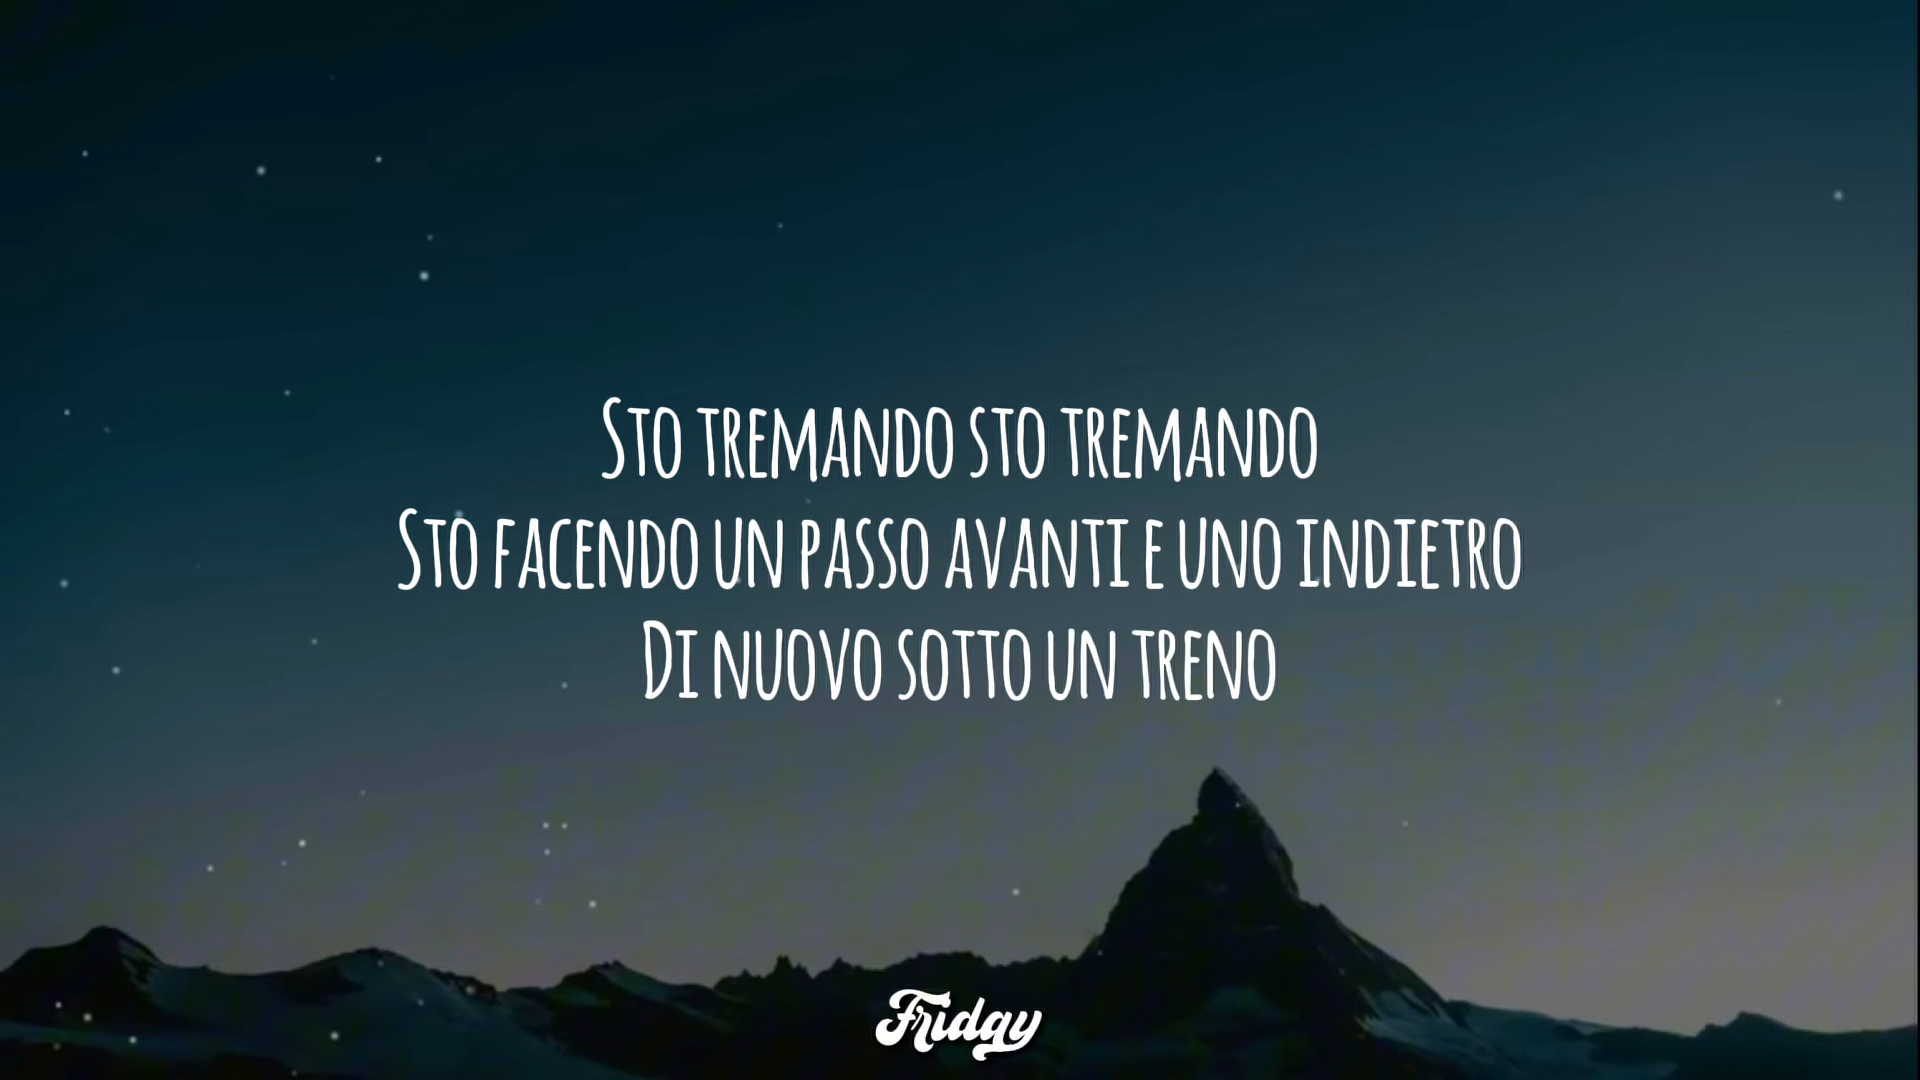 Sto tremando sto tremando
Sto facendo un passo avanti e uno indietro
Di nuovo sotto un treno
Friday